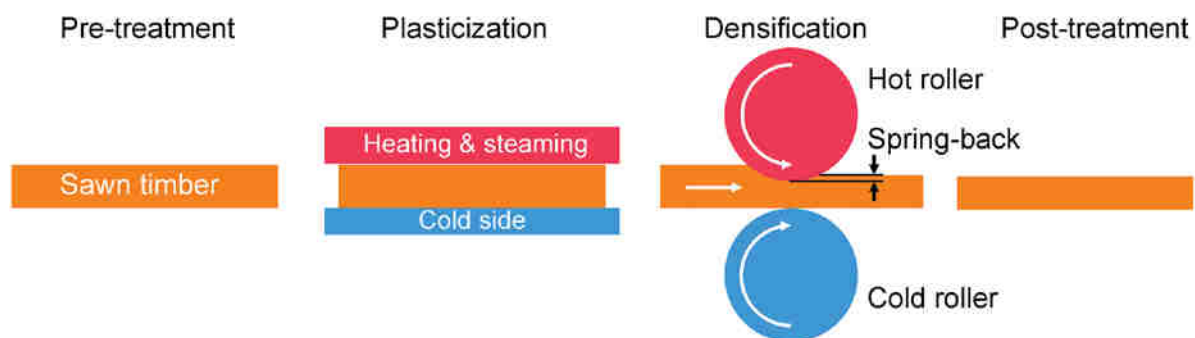 Pre-treatment
Plasticization
Densification
Post-treatment
Hot roller
Spring-back
Heating & steaming
Sawn timber
Cold side
Cold roller